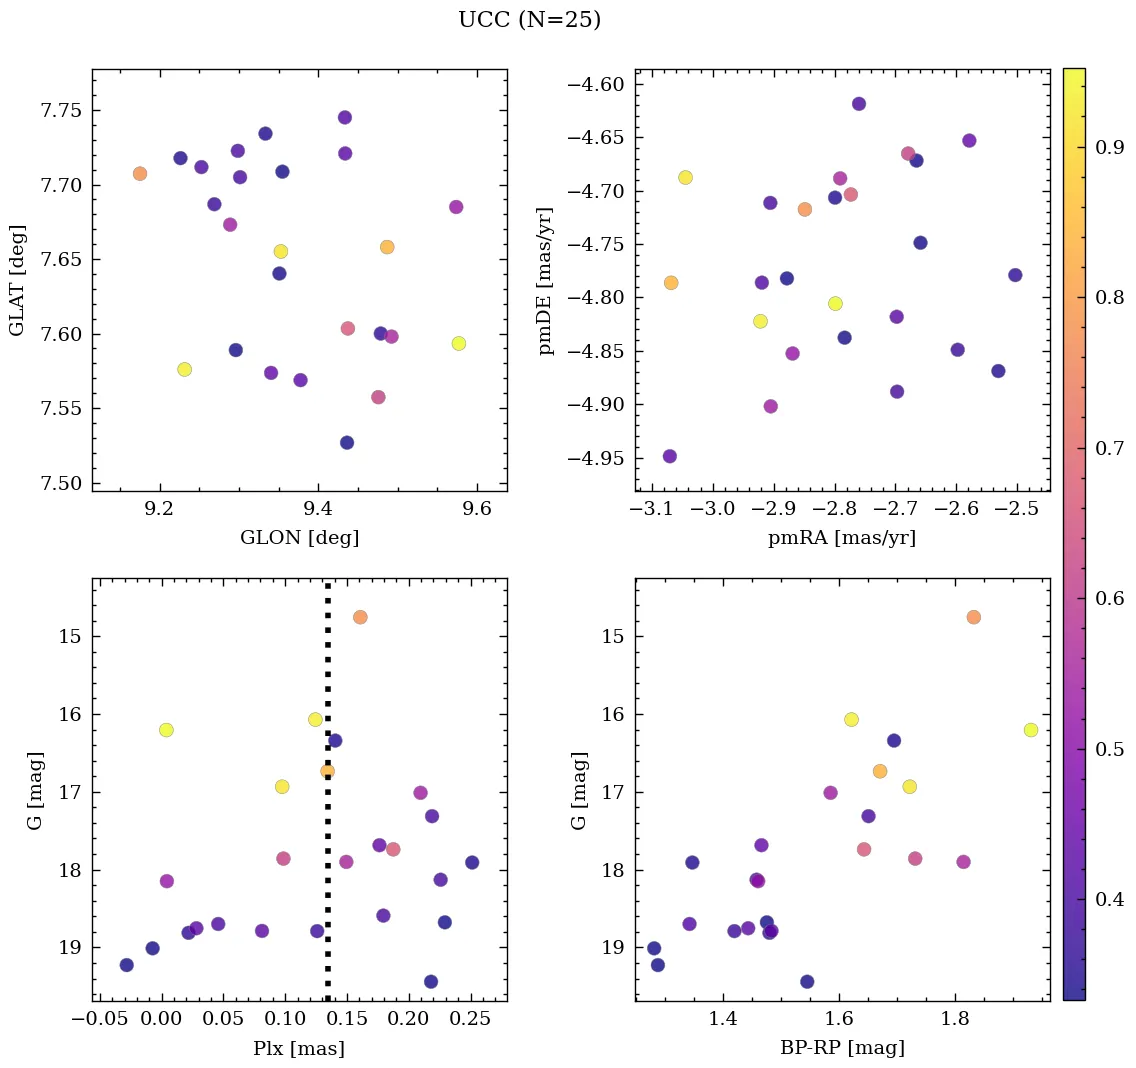 UCC (N=25)
7.75
7.70
7.65
7.60
7.55
7.50
GLAT [deg]
9.2 9.4 9.6
GLON [deg]
−4.60
−4.65
−4.70
−4.75
−4.80
−4.85
−4.90
−4.95
pmDE [mas/yr]
−3.1 −3.0 −2.9 −2.8 −2.7 −2.6 −2.5
pmRA [mas/yr]
0.9
0.8
0.7
0.6
0.5
0.4
15
16
17
18
19
G [mag]
−0.05 0.00 0.05 0.10 0.15 0.20 0.25
Plx [mas]
15
16
17
18
19
G [mag]
1.4 1.6 1.8
BP-RP [mag]